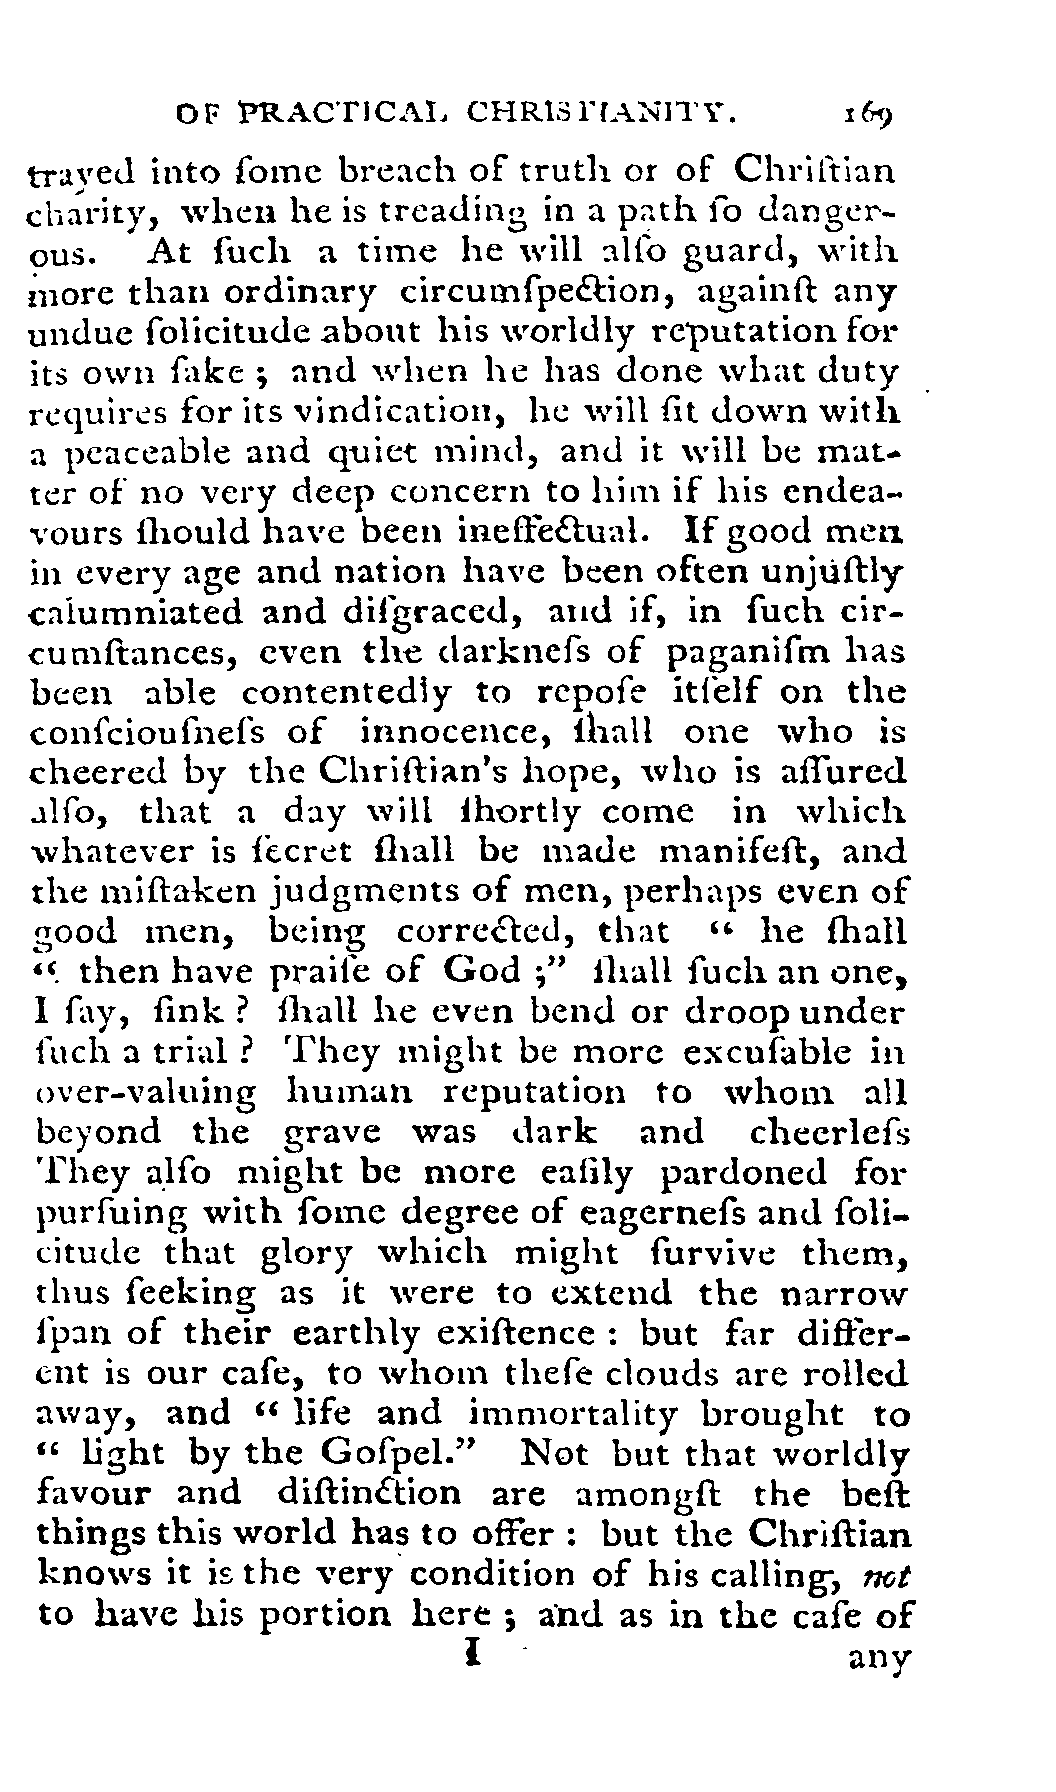 OF PRACTICAL CHRISTIANITY. 169
trayed into ſome breach of truth or of Chriſtian
charity, when he is treading in a path ſo danger-
ous. At ſuch a time he will alſo guard, with
more than ordinary circumſpection, againſt any
undue ſolicitude about his worldly reputation for
its own ſake ; and when he has done what duty
requires for its vindication, he will ſit down with
a peaceable and quiet mind, and it will be mat-
ter of no very deep concern to him if his endea-
vours ſhould have been ineffectual. If good men
in every age and nation have been often unjuſtly
calumniated and diſgraced, and if, in ſuch cir-
cumſtances, even the darkneſs of paganiſm has
been able contentedly to repoſe itſelf on the
conſciouſneſs of innocence, ſhall one who is
cheered by the Chriſtian's hope, who is aſſured
alſo, that a day will ſhortly come in which
whatever is ſecret ſhall be made manifeſt, and
the miſtaken judgments of men, perhaps even of
good men, being corrected, that “ he ſhall
“ then have praiſe of God ;” ſhall ſuch an one,
I ſay, ſink ? ſhall he even bend or droop under
ſuch a trial ? They might be more excuſable in
over-valuing human reputation to whom all
beyond the grave was dark and cheerleſs
They alſo might be more eaſily pardoned for
purſuing with ſome degree of eagerneſs and ſoli-
citude that glory which might ſurvive them,
thus ſeeking as it were to extend the narrow
ſpan of their earthly exiſtence : but far differ-
ent is our caſe, to whom theſe clouds are rolled
away, and “ life and immortality brought to
“ light by the Goſpel.” Not but that worldly
favour and diſtinction are amongſt the beſt
things this world has to offer : but the Chriſtian
knows it is the very condition of his calling, not
to have his portion here ; and as in the caſe of
I any